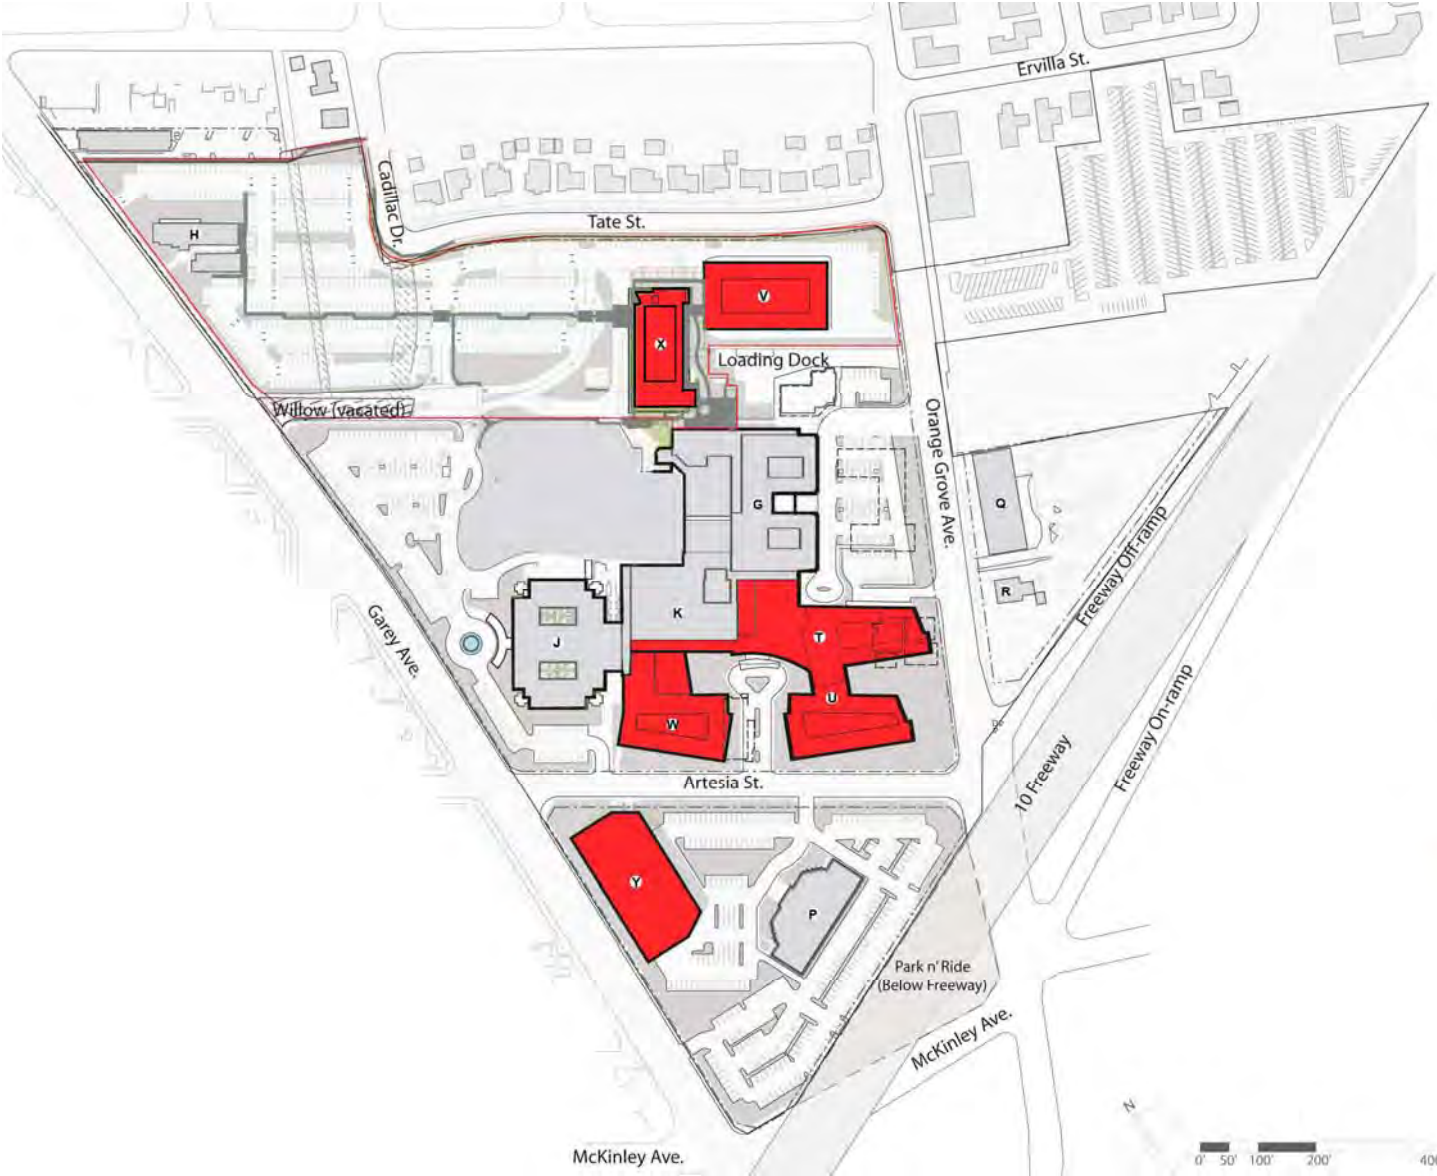 Ervilla St.
Cadillac Dr.
Tate St.
H
V
X
Loading Dock
Willow (vacated)
Orange Grove Ave.
G
Q
Freeway Off-ramp
R
Garey Ave.
K
J
T
U
W
Freeway On-ramp
10 Freeway
Artesia St.
Y
P
Park n' Ride
(Below Freeway)
McKinley Ave.
N
McKinley Ave.
0' 50' 100' 200' 400